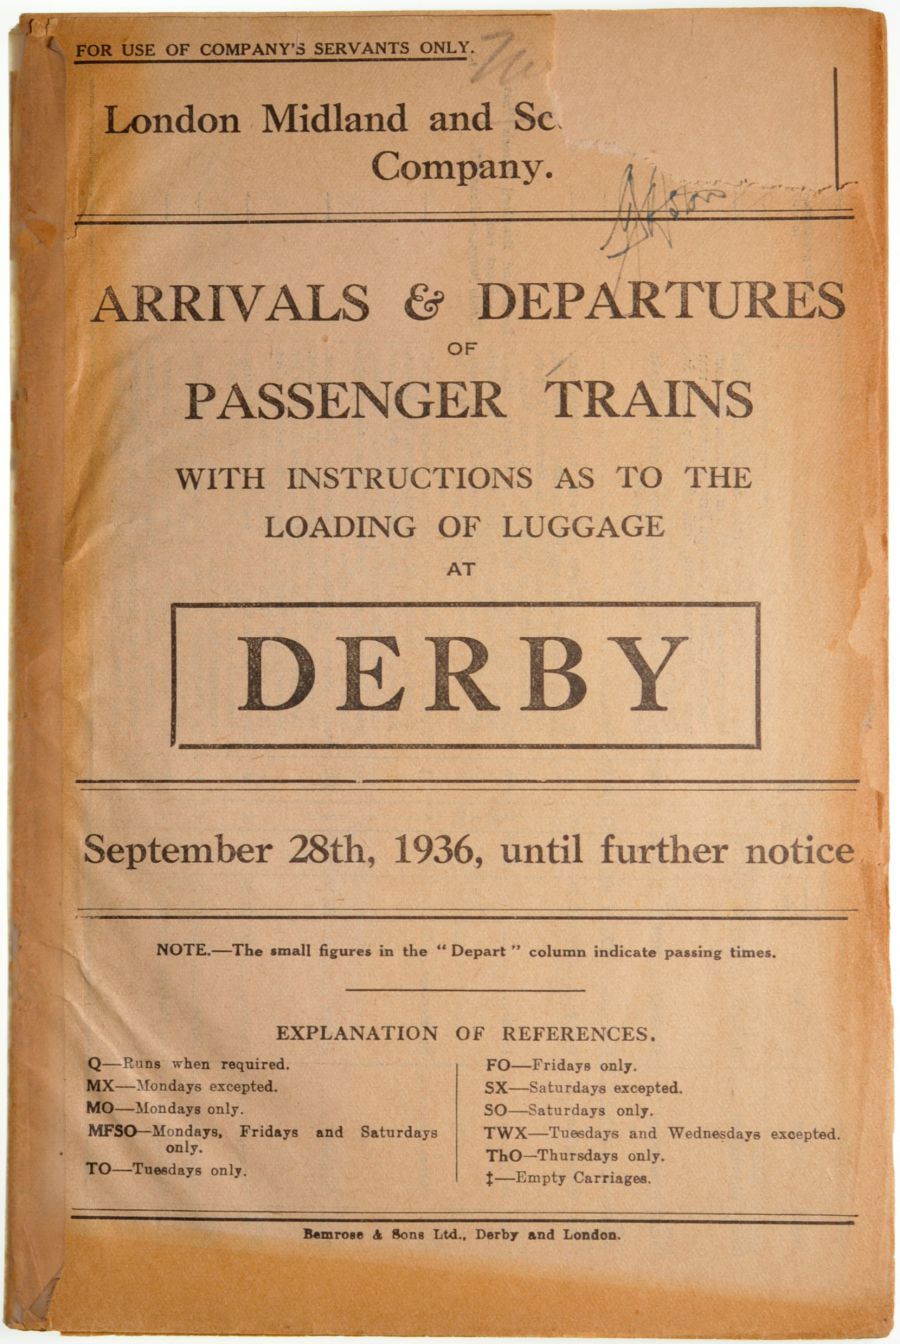 FOR USE OF COMPANY'S SERVANTS ONLY.
London Midland and Sc
Company.
ARRIVALS & DEPARTURES
OF
PASSENGER TRAINS
WITH INSTRUCTIONS AS TO THE
LOADING OF LUGGAGE
AT
DERBY
September 28th, 1936, until further notice
NOTE.—The small figures in the “Depart” column indicate passing times.
EXPLANATION OF REFERENCES.
Q—Runs when required.
MX—Mondays excepted.
MO—Mondays only.
MFSO—Mondays, Fridays and Saturdays
only.
TO—Tuesdays only.
FO—Fridays only.
SX—Saturdays excepted.
SO—Saturdays only.
TWX—Tuesdays and Wednesdays excepted.
ThO—Thursdays only.
‡—Empty Carriages.
Bemrose & Sons Ltd., Derby and London.